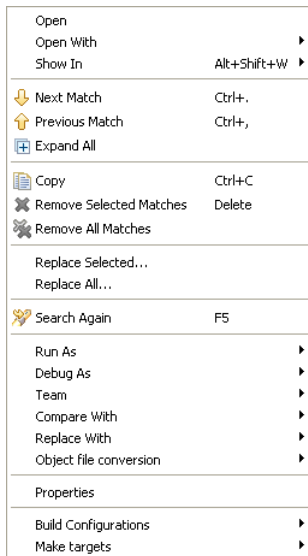 Open
Open With
Show In Alt+Shift+W
Next Match Ctrl+.
Previous Match Ctrl+,
Expand All
Copy Ctrl+C
Remove Selected Matches Delete
Remove All Matches
Replace Selected...
Replace All...
Search Again F5
Run As
Debug As
Team
Compare With
Replace With
Object file conversion
Properties
Build Configurations
Make targets